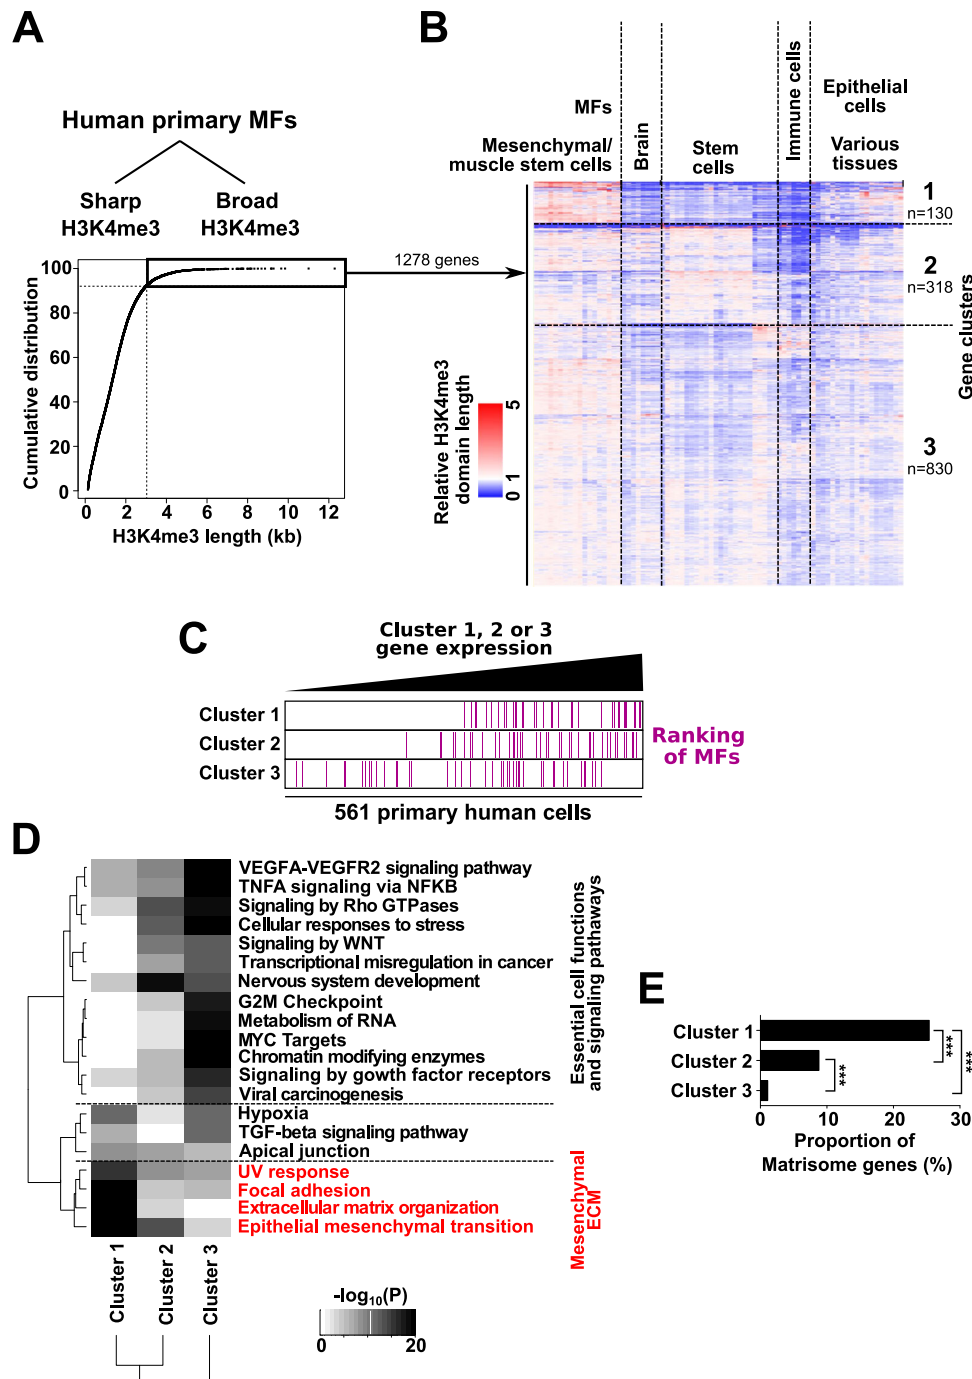 A
Human primary MFs
Sharp
H3K4me3
Broad
H3K4me3
Cumulative distribution
100
80
60
40
20
0
0 2 4 6 8 10 12
H3K4me3 length (kb)
1278 genes
B
MFs
Mesenchymal/
muscle stem cells
Brain
Stem
cells
Immune cells
Epithelial
cells
Various
tissues
1
n=130
2
n=318
3
n=830
Gene clusters
Relative H3K4me3
domain length
0 1 5
C
Cluster 1, 2 or 3
gene expression
Cluster 1
Cluster 2
Cluster 3
Ranking
of MFs
561 primary human cells
D
VEGFA-VEGFR2 signaling pathway
TNFA signaling via NFKB
Signaling by Rho GTPases
Cellular responses to stress
Signaling by WNT
Transcriptional misregulation in cancer
Nervous system development
G2M Checkpoint
Metabolism of RNA
MYC Targets
Chromatin modifying enzymes
Signaling by gowth factor receptors
Viral carcinogenesis
Hypoxia
TGF-beta signaling pathway
Apical junction
UV response
Focal adhesion
Extracellular matrix organization
Epithelial mesenchymal transition
Essential cell functions
and signaling pathaways
Mesenchymal
ECM
Cluster 1
Cluster 2
Cluster 3
-log10(P)
0 20
E
Cluster 1
Cluster 2
Cluster 3
***
***
***
0 10 20 30
Proportion of
Matrisome genes (%)